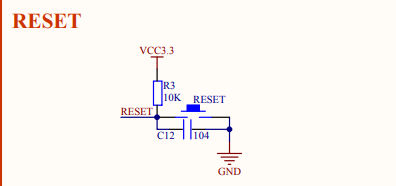 RESET
VCC3.3
R3
10K
RESET
RESET
C12
104
GND